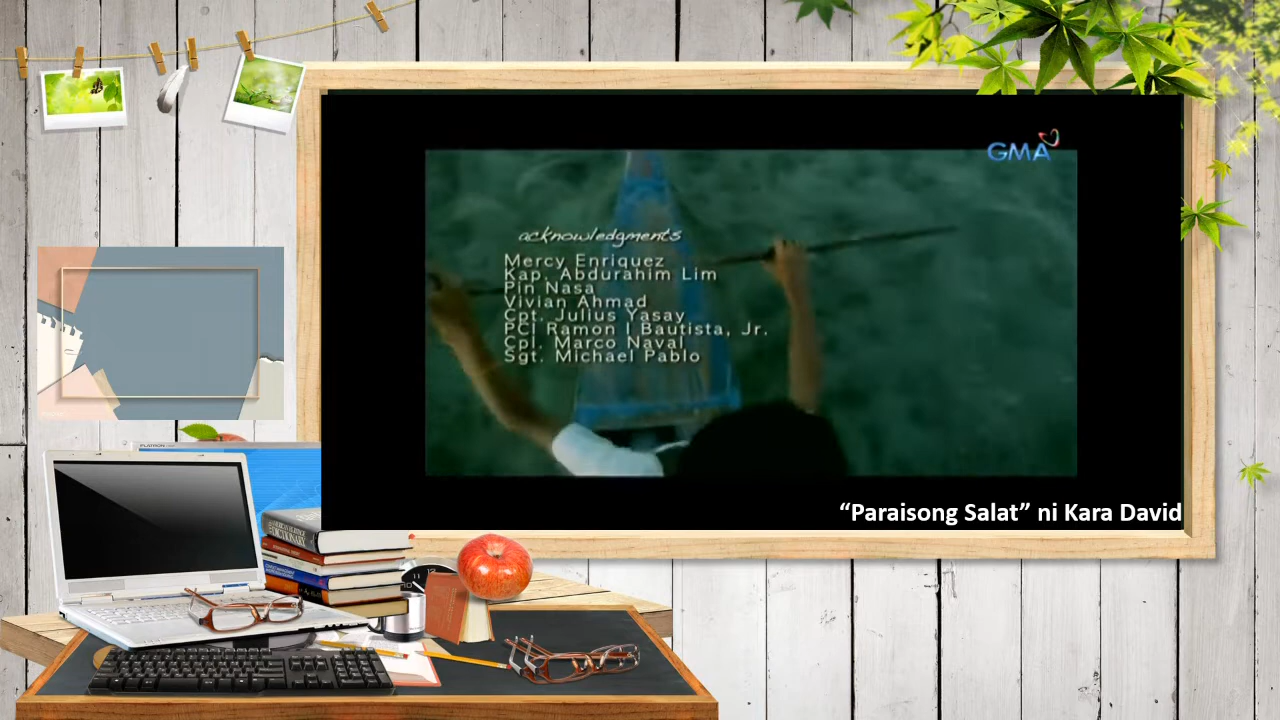 GMA
acknowledgments
Mercy Enriquez
Kap. Abdurahim Lim
Pin Nasa
Vivian Ahmad
Cpt. Julius Yasay
PCI Ramon I Bautista, Jr.
Cpl. Marco Naval
Sgt. Michael Pablo
“Paraisong Salat” ni Kara David
DICTIONARY